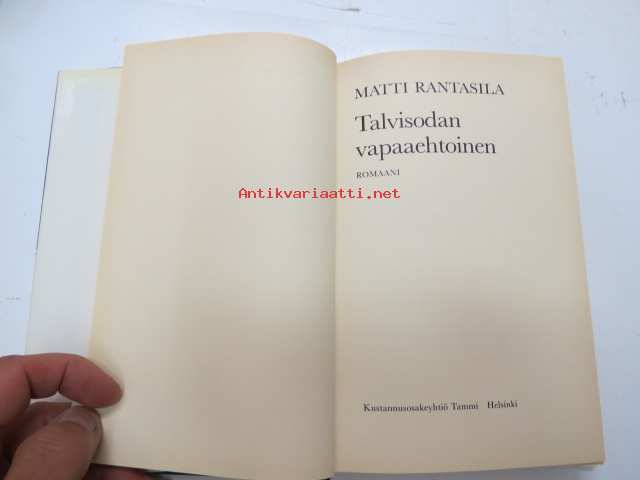 MATTI RANTASILA
Talvisodan
vapaaehtoinen
ROMAANI
Antikvariaatti.net
Kustannusosakeyhtiö Tammi Helsinki